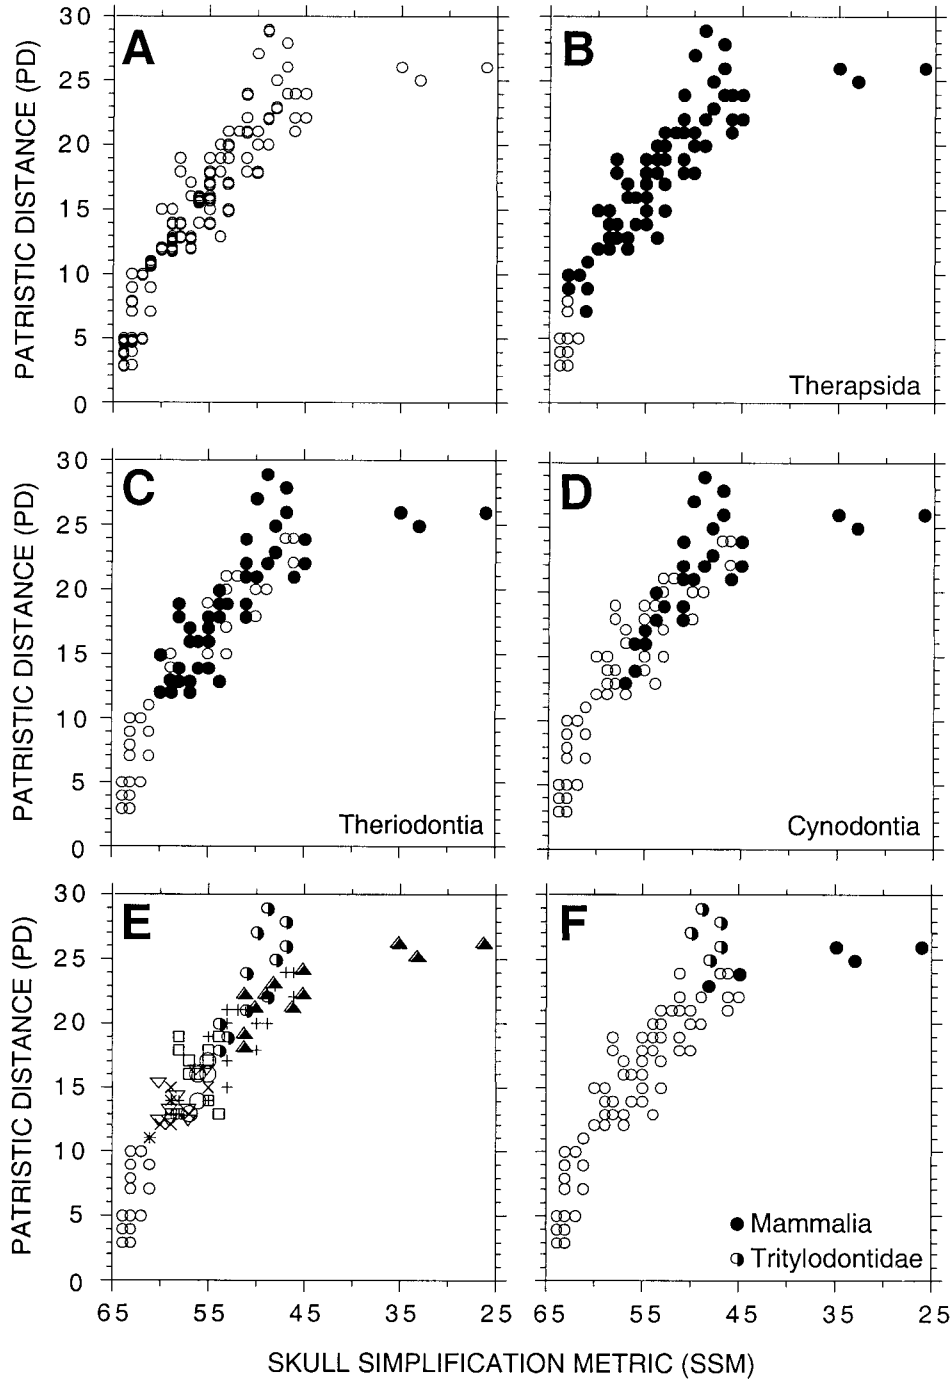 A
B
30
25
20
15
10
5
0
PATRISTIC DISTANCE (PD)
Therapsida
C
D
30
25
20
15
10
5
0
PATRISTIC DISTANCE (PD)
Theriodontia
Cynodontia
E
F
30
25
20
15
10
5
0
PATRISTIC DISTANCE (PD)
Mammalia
Tritylodontidae
65 55 45 35 25
65 55 45 35 25
SKULL SIMPLIFICATION METRIC (SSM)